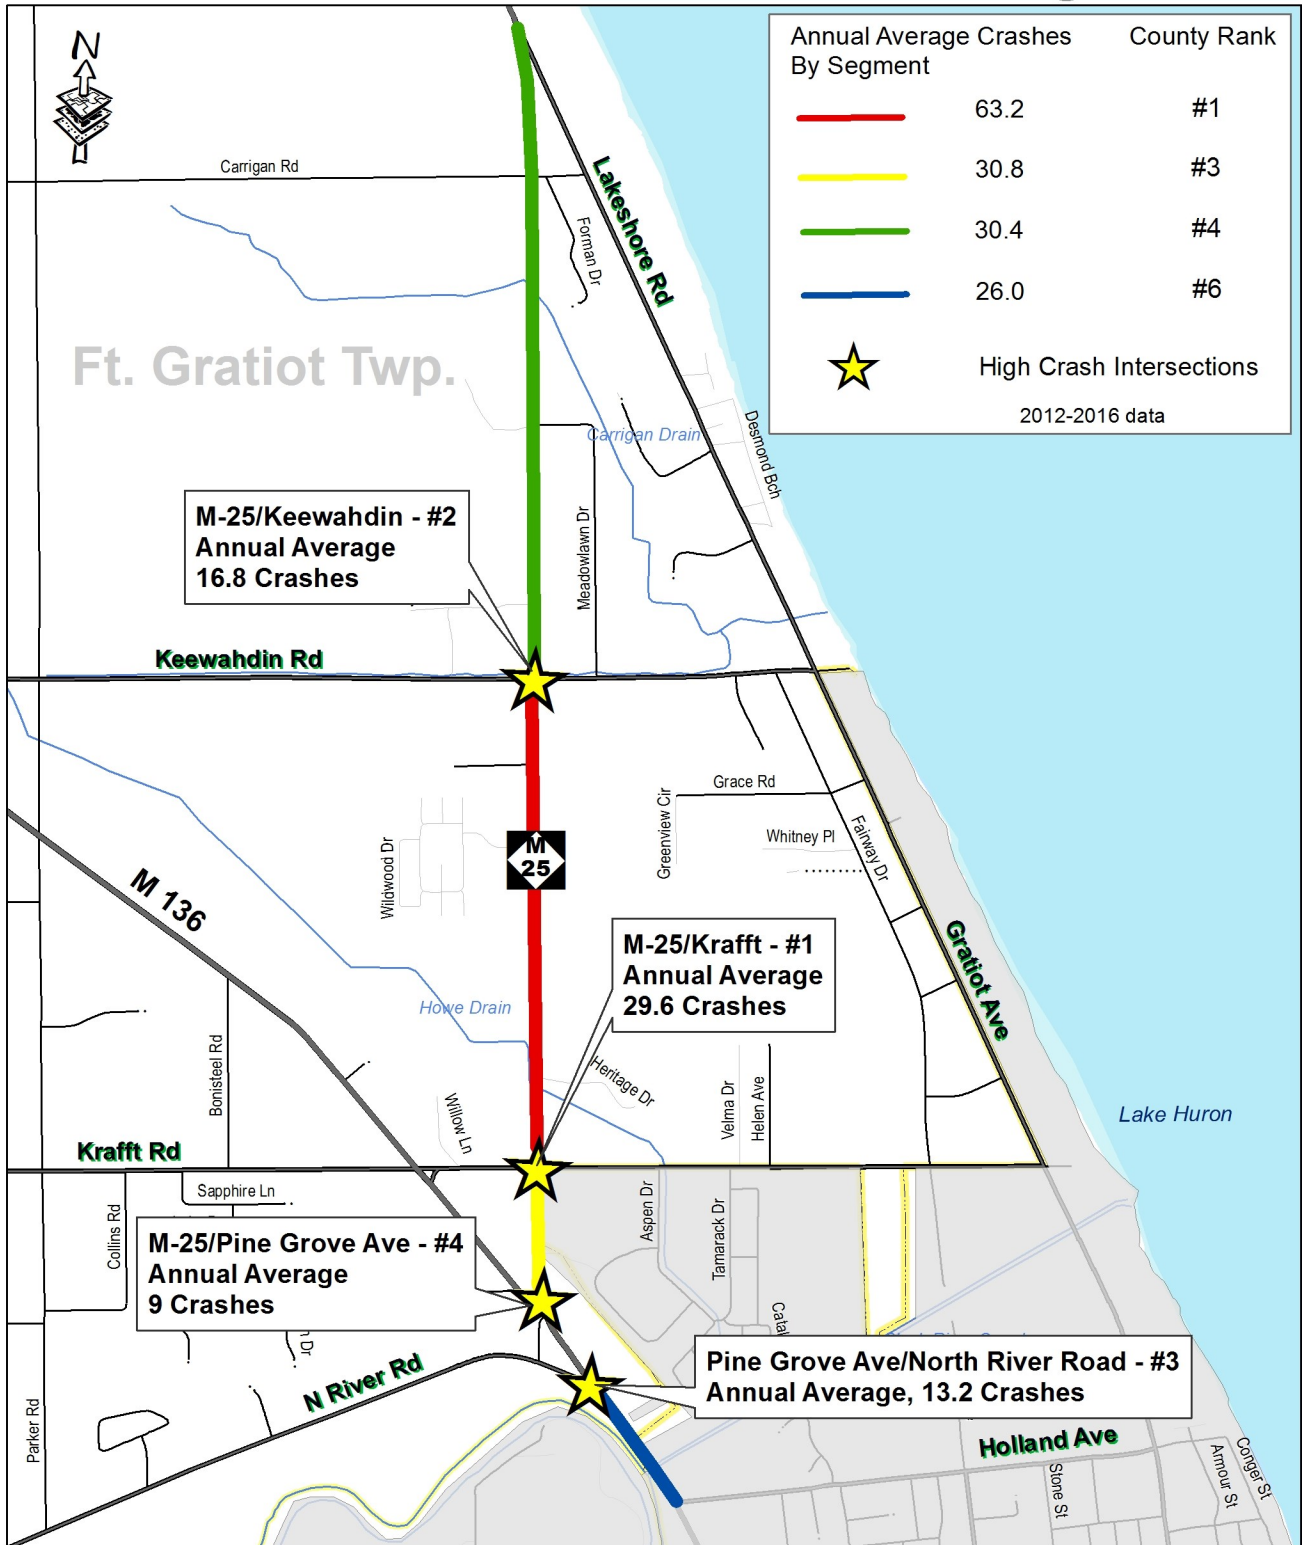 N
Annual Average Crashes
By Segment
County Rank
63.2 #1
30.8 #3
30.4 #4
26.0 #6
High Crash Intersections
2012-2016 data
Carrigan Rd
Lakeshore Rd
Forman Dr
Ft. Gratiot Twp.
Carrigan Drain
Desmond Bch
M-25/Keewahdin - #2
Annual Average
16.8 Crashes
Meadowlawn Dr
Keewahdin Rd
Grace Rd
Greenview Cir
Whitney Pl
Fairway Dr
Wildwood Dr
M
25
M 136
M-25/Krafft - #1
Annual Average
29.6 Crashes
Gratiot Ave
Howe Drain
Bonisteel Rd
Heritage Dr
Willow Ln
Velma Dr
Helen Ave
Lake Huron
Krafft Rd
Sapphire Ln
Collins Rd
Aspen Dr
Tamarack Dr
M-25/Pine Grove Ave - #4
Annual Average
9 Crashes
Dr
N River Rd
Pine Grove Ave/North River Road - #3
Annual Average, 13.2 Crashes
Parker Rd
Holland Ave
Stone St
Armour St
Conger St